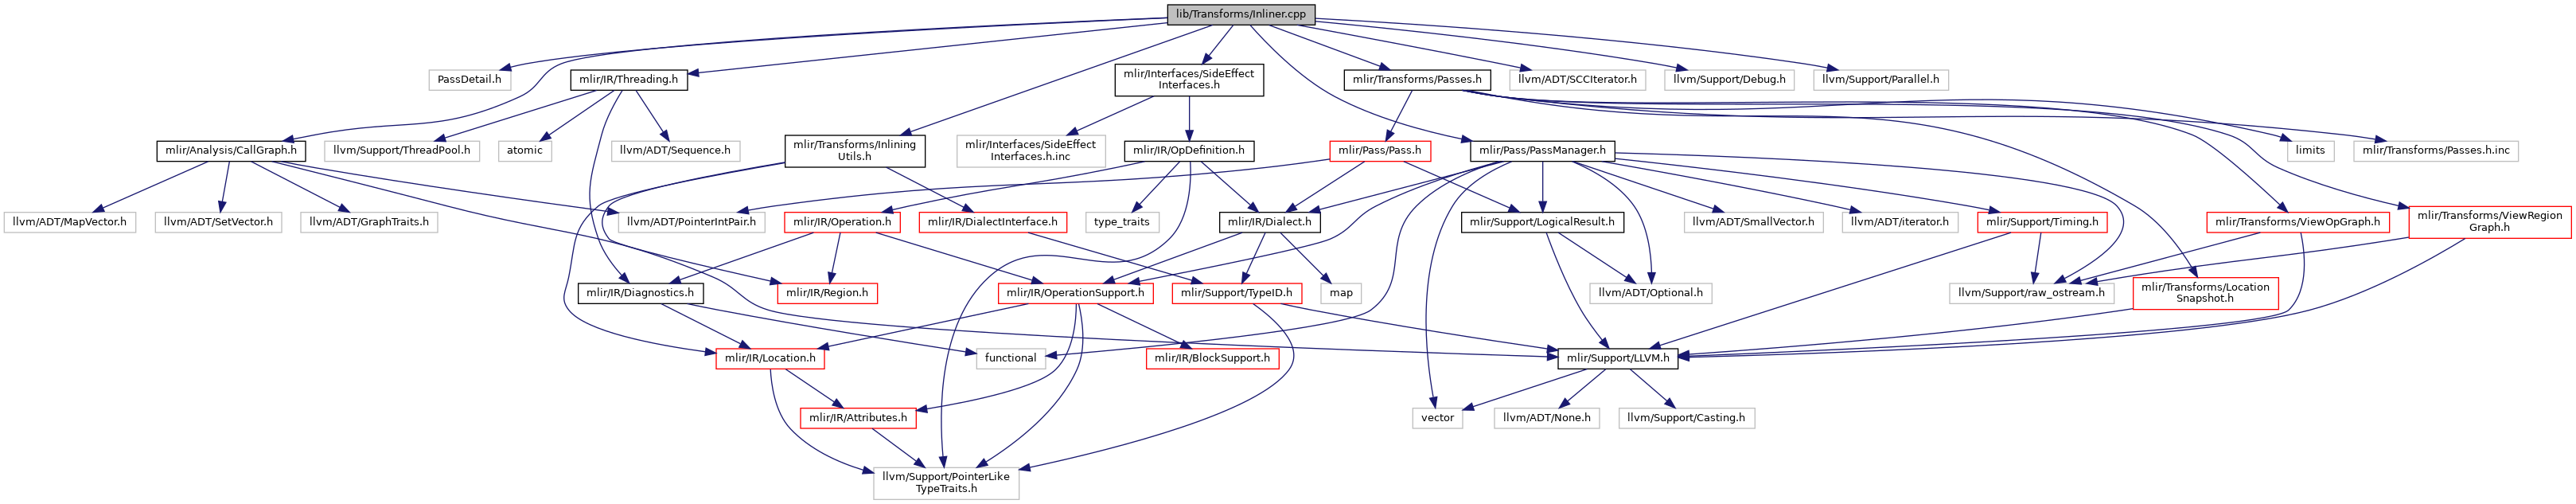 lib/Transforms/Inliner.cpp
PassDetail.h
mlir/IR/Threading.h
mlir/Interfaces/SideEffect
Interfaces.h
mlir/Transforms/Passes.h
llvm/ADT/SCCIterator.h
llvm/Support/Debug.h
llvm/Support/Parallel.h
mlir/Analysis/CallGraph.h
llvm/Support/ThreadPool.h
atomic
llvm/ADT/Sequence.h
mlir/Transforms/Inlining
Utils.h
mlir/Interfaces/SideEffect
Interfaces.h.inc
mlir/IR/OpDefinition.h
mlir/Pass/Pass.h
mlir/Pass/PassManager.h
limits
mlir/Transforms/Passes.h.inc
llvm/ADT/MapVector.h
llvm/ADT/SetVector.h
llvm/ADT/GraphTraits.h
llvm/ADT/PointerIntPair.h
mlir/IR/Operation.h
mlir/IR/DialectInterface.h
type_traits
mlir/IR/Dialect.h
mlir/Support/LogicalResult.h
llvm/ADT/SmallVector.h
llvm/ADT/iterator.h
mlir/Support/Timing.h
mlir/Transforms/ViewOpGraph.h
mlir/Transforms/ViewRegion
Graph.h
mlir/IR/Diagnostics.h
mlir/IR/Region.h
mlir/IR/OperationSupport.h
mlir/Support/TypeID.h
map
llvm/ADT/Optional.h
llvm/Support/raw_ostream.h
mlir/Transforms/Location
Snapshot.h
mlir/IR/Location.h
functional
mlir/IR/BlockSupport.h
mlir/Support/LLVM.h
mlir/IR/Attributes.h
vector
llvm/ADT/None.h
llvm/Support/Casting.h
llvm/Support/PointerLike
TypeTraits.h